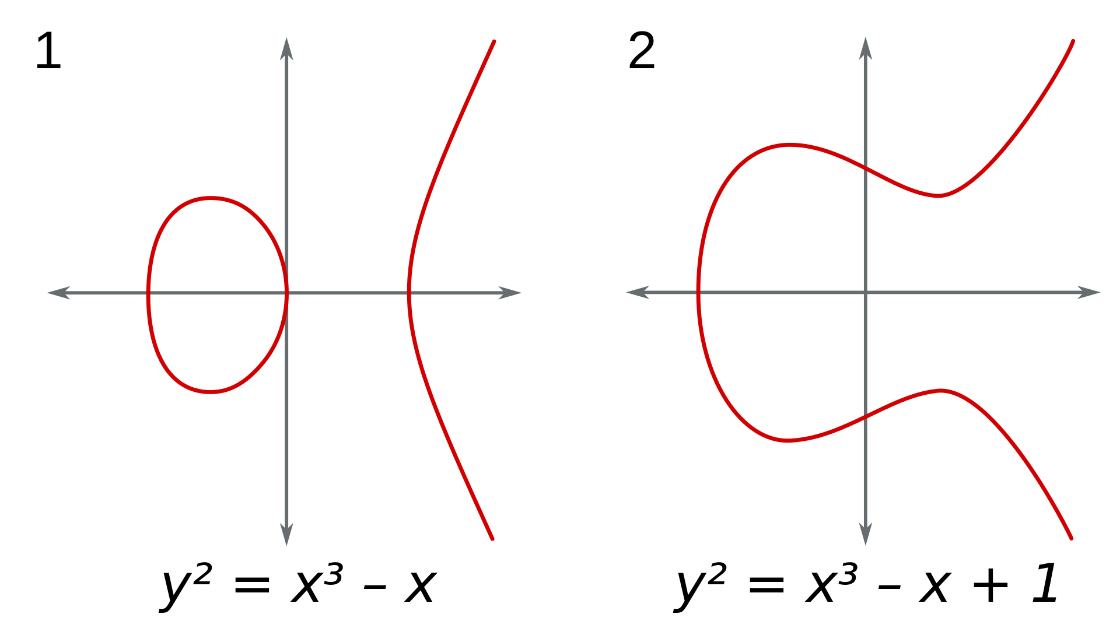 1
2
y² = x³ – x
y² = x³ – x + 1